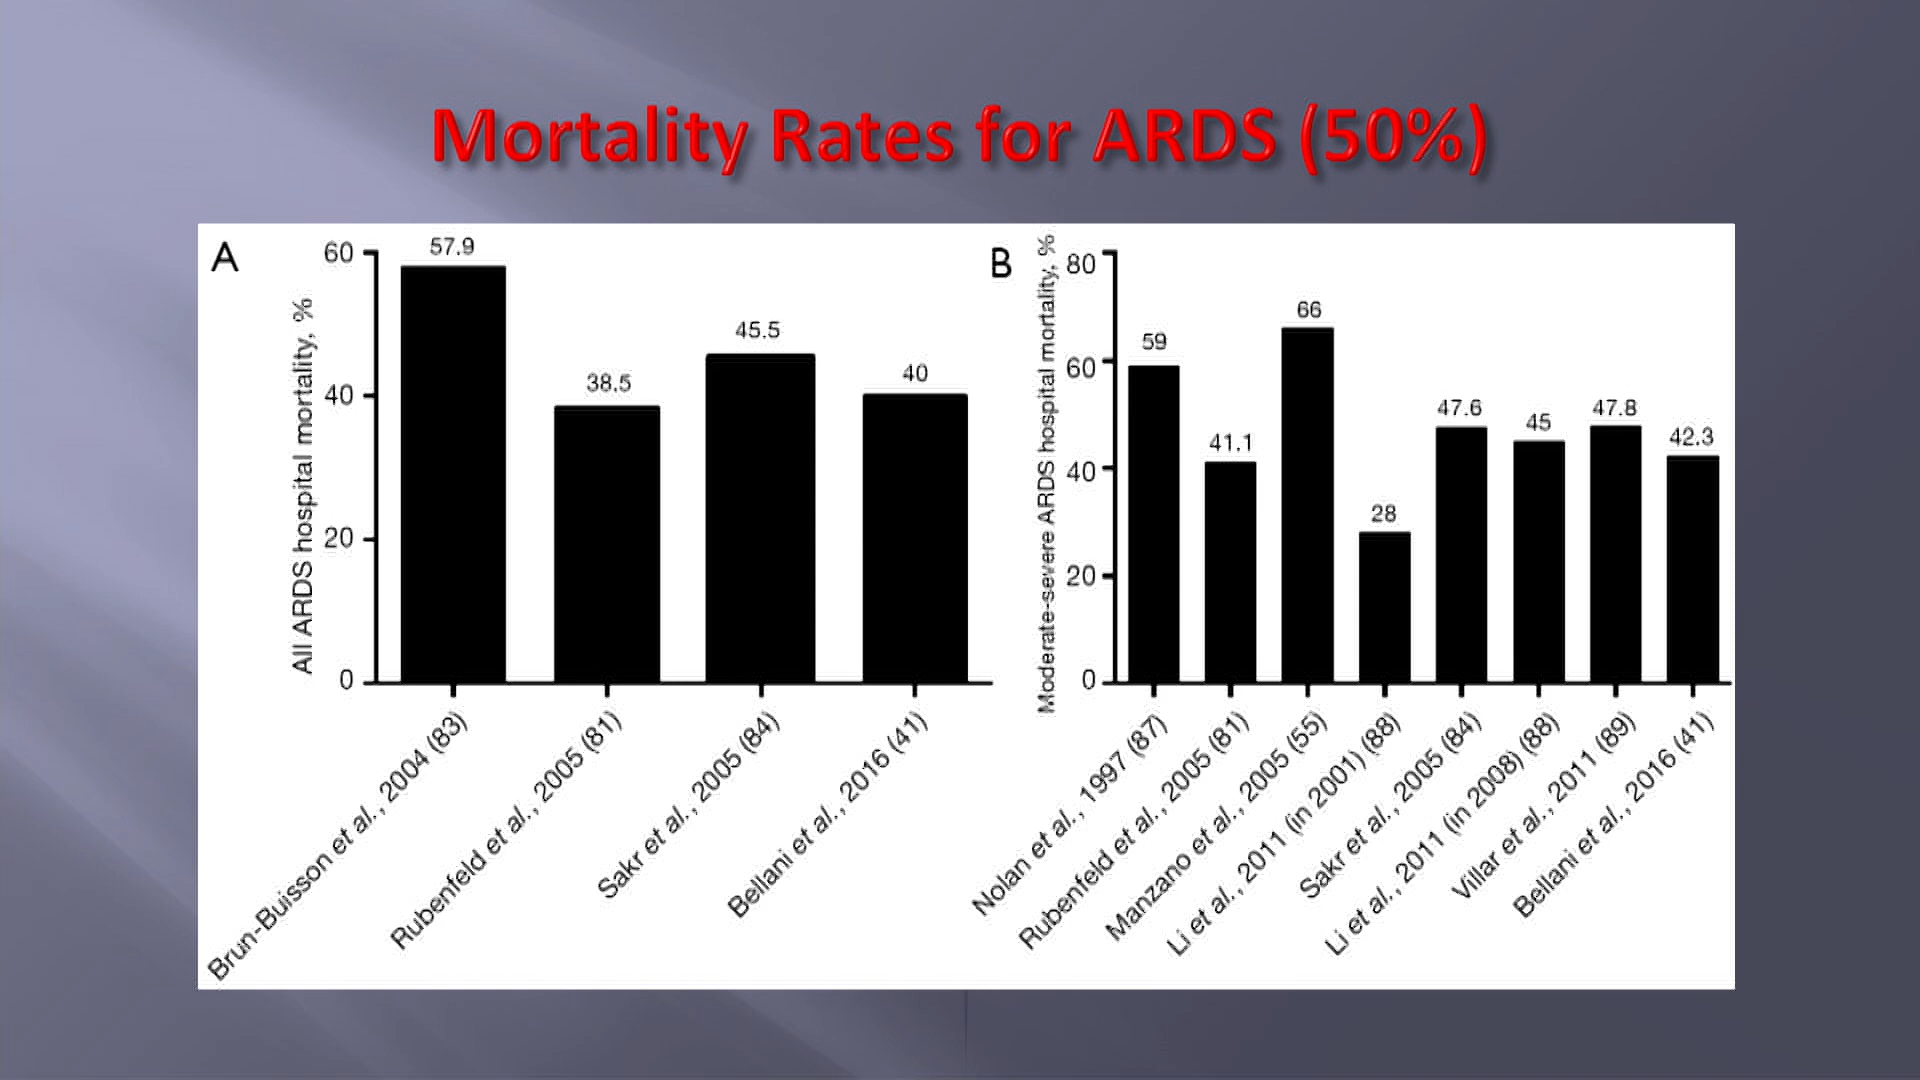 Mortality Rates for ARDS (50%)
A
All ARDS hospital mortality, %
60
40
20
0
57.9
38.5
45.5
40
Brun-Buisson et al., 2004 (83)
Rubenfeld et al., 2005 (81)
Sakr et al., 2005 (84)
Bellani et al., 2016 (41)
B
Moderate-severe ARDS hospital mortality, %
80
60
40
20
0
59
41.1
66
28
47.6
45
47.8
42.3
Nolan et al., 1997 (87)
Rubenfeld et al., 2005 (81)
Manzano et al., 2005 (55)
Li et al., 2011 (in 2001) (88)
Sakr et al., 2005 (84)
Li et al., 2011 (in 2008) (88)
Villar et al., 2011 (89)
Bellani et al., 2016 (41)